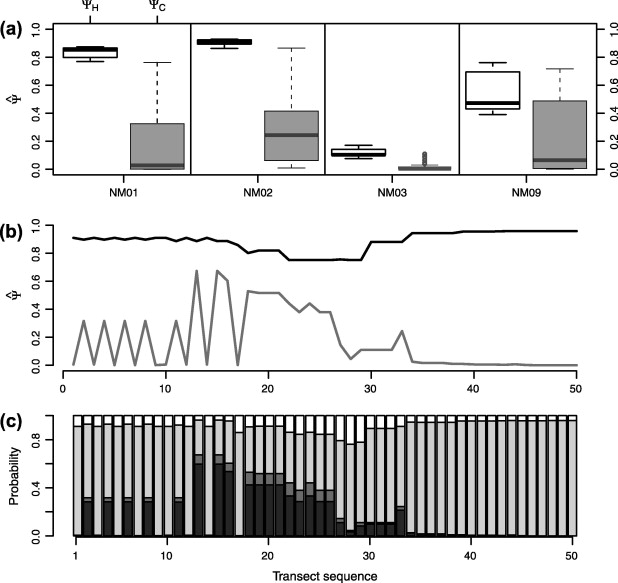 Ψ_H Ψ_C
(a)
1.0 1.0
0.8 0.8
0.6 0.6
Ψ̂
0.4 0.4
0.2 0.2
0.0 0.0
NM01 NM02 NM03 NM09
(b)
1.0
0.8
0.6
Ψ̂
0.4
0.2
0.0
0 10 20 30 40 50
(c)
0.8
Probability
0.4
0.0
1 10 20 30 40 50
Transect sequence